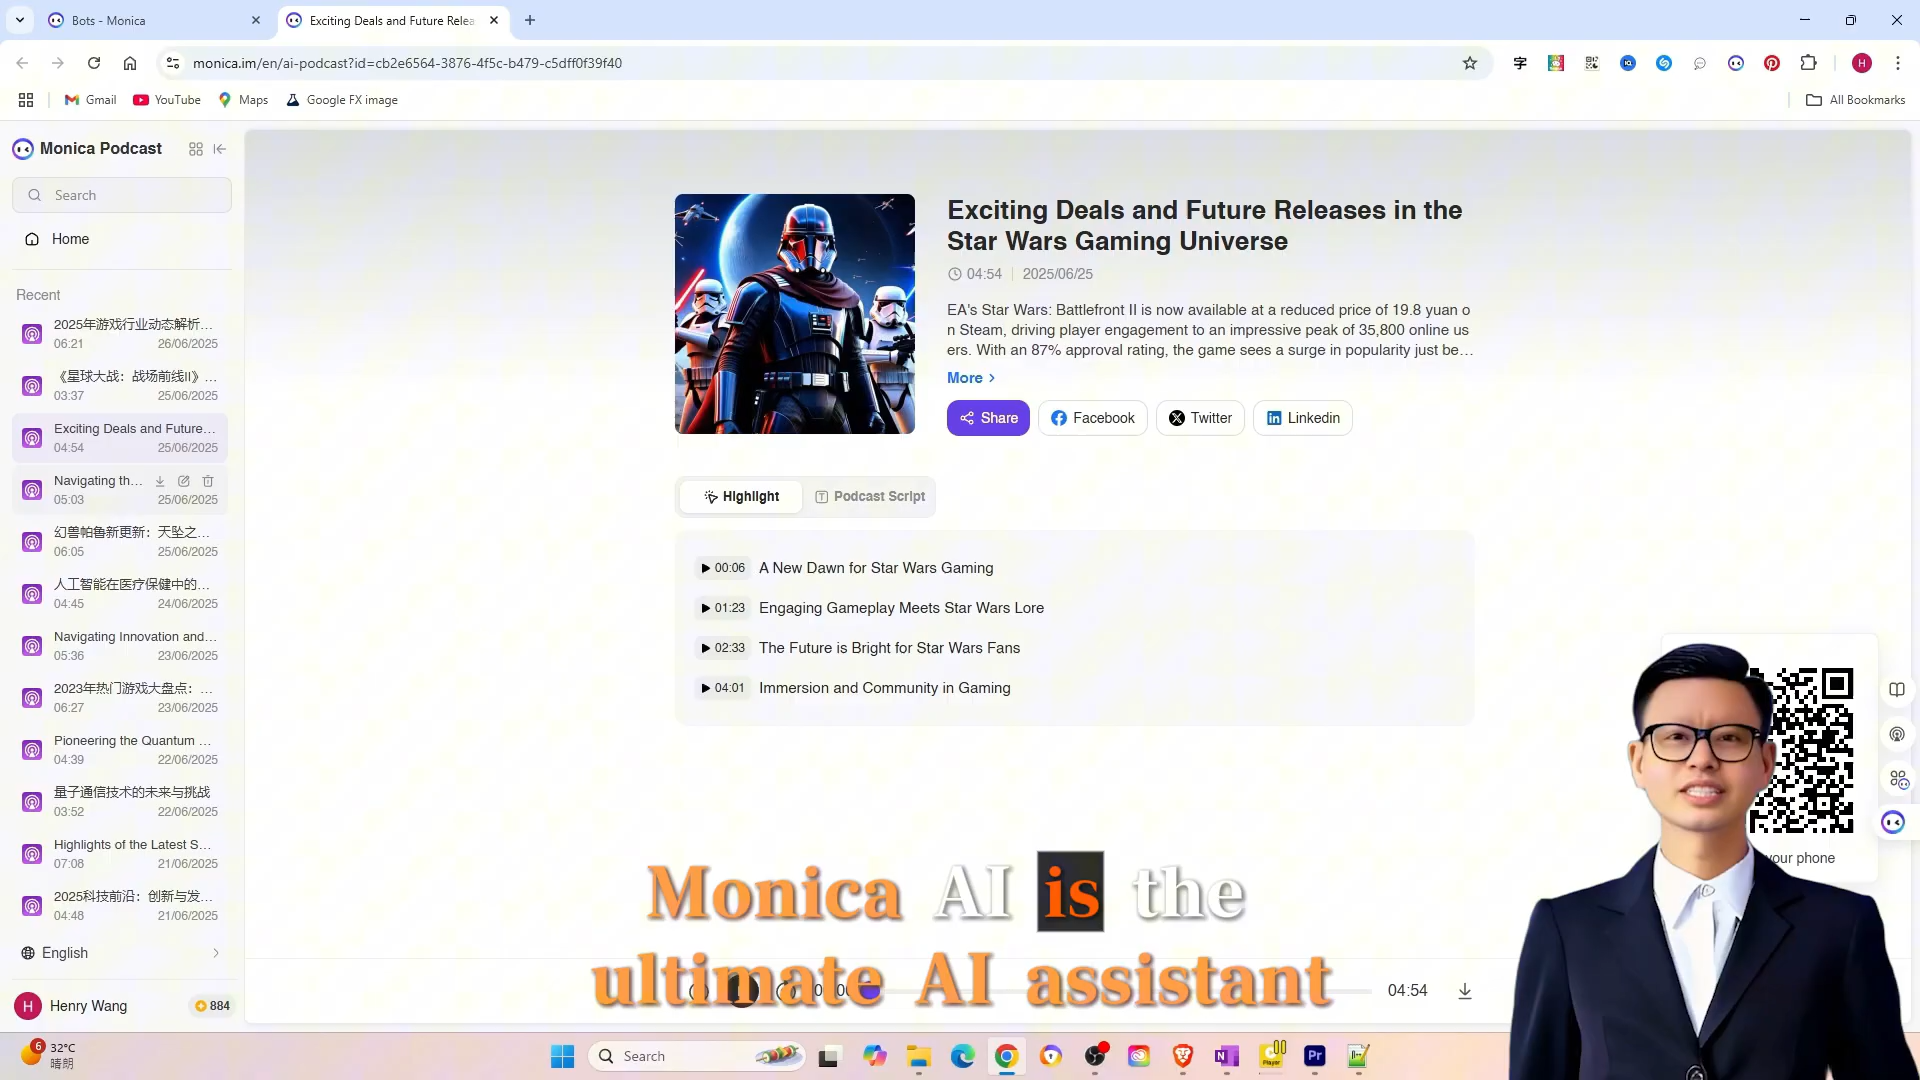 Bots - Monica
Exciting Deals and Future Relea
monica.im/en/ai-podcast?id=cb2e6564-3876-4f5c-b479-c5dff0f39f40
Gmail
YouTube
Maps
Google FX image
All Bookmarks
Monica Podcast
Search
Home
Recent
2025年游戏行业动态解析...
06:21 26/06/2025
《星球大战：战场前线II》...
03:37 25/06/2025
Exciting Deals and Future...
04:54 25/06/2025
Navigating th...
05:03 25/06/2025
幻兽帕鲁新更新：天坠之...
06:05 25/06/2025
人工智能在医疗保健中的...
04:45 24/06/2025
Navigating Innovation and...
05:36 23/06/2025
2023年热门游戏大盘点：...
06:27 23/06/2025
Pioneering the Quantum ...
04:39 22/06/2025
量子通信技术的未来与挑战
03:52 22/06/2025
Highlights of the Latest S...
07:08 21/06/2025
2025科技前沿：创新与发...
04:48 21/06/2025
English
H Henry Wang 884
Exciting Deals and Future Releases in the
Star Wars Gaming Universe
04:54 2025/06/25
EA's Star Wars: Battlefront II is now available at a reduced price of 19.8 yuan o
n Steam, driving player engagement to an impressive peak of 35,800 online us
ers. With an 87% approval rating, the game sees a surge in popularity just be...
More
Share Facebook Twitter Linkedin
Highlight Podcast Script
00:06 A New Dawn for Star Wars Gaming
01:23 Engaging Gameplay Meets Star Wars Lore
02:33 The Future is Bright for Star Wars Fans
04:01 Immersion and Community in Gaming
your phone
Monica AI is the
ultimate AI assistant
04:54
6 32°C
晴朗
Search